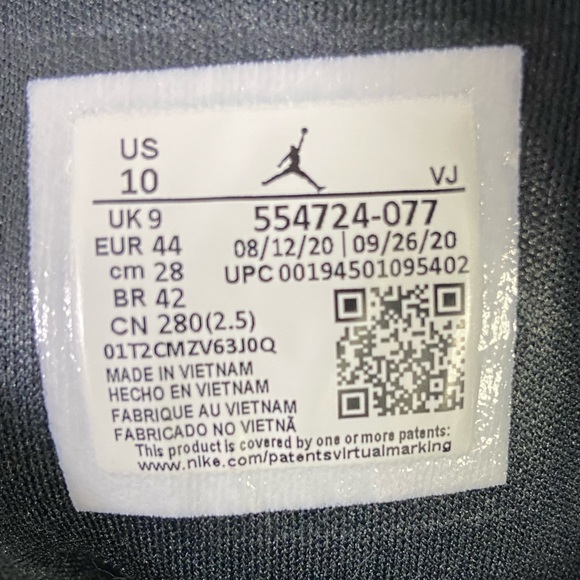 US
10
VJ
UK 9
554724-077
EUR 44
08/12/20 | 09/26/20
cm 28
UPC 00194501095402
BR 42
CN 280(2.5)
01T2CMZV63J0Q
MADE IN VIETNAM
HECHO EN VIETNAM
FABRIQUE AU VIETNAM
FABRICADO NO VIETNÃ
This product is covered by one or more patents:
www.nike.com/patentsvirtualmarking